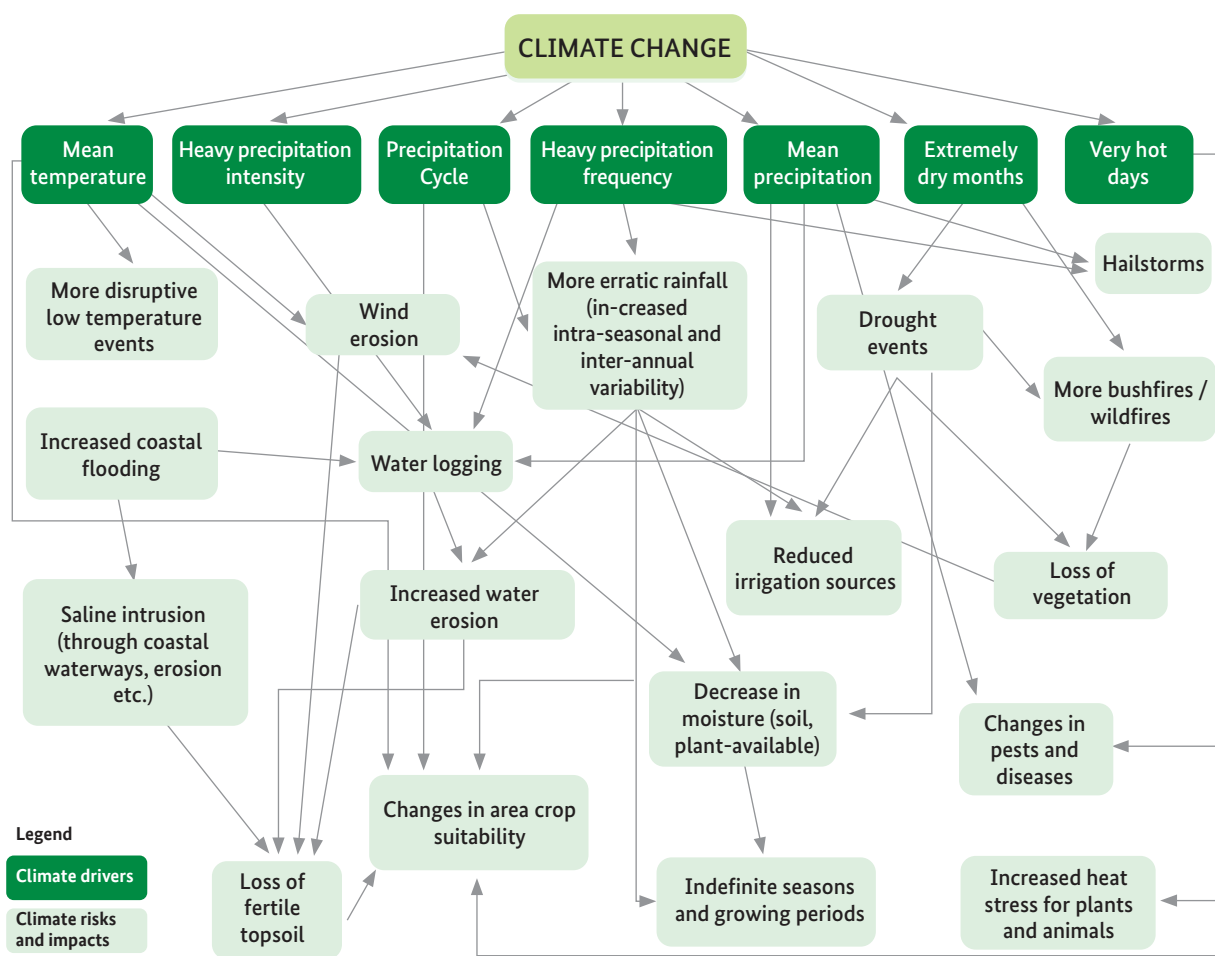 CLIMATE CHANGE
Mean
temperature
Heavy precipitation
intensity
Precipitation
Cycle
Heavy precipitation
frequency
Mean
precipitation
Extremely
dry months
Very hot
days
More disruptive
low temperature
events
Wind
erosion
More erratic rainfall
(in-creased
intra-seasonal and
inter-annual
variability)
Drought
events
Hailstorms
More bushfires /
wildfires
Increased coastal
flooding
Water logging
Reduced
irrigation sources
Loss of
vegetation
Saline intrusion
(through coastal
waterways, erosion
etc.)
Increased water
erosion
Decrease in
moisture (soil,
plant-available)
Changes in
pests and
diseases
Changes in area crop
suitability
Loss of
fertile
topsoil
Indefinite seasons
and growing periods
Increased heat
stress for plants
and animals
Legend
Climate drivers
Climate risks
and impacts